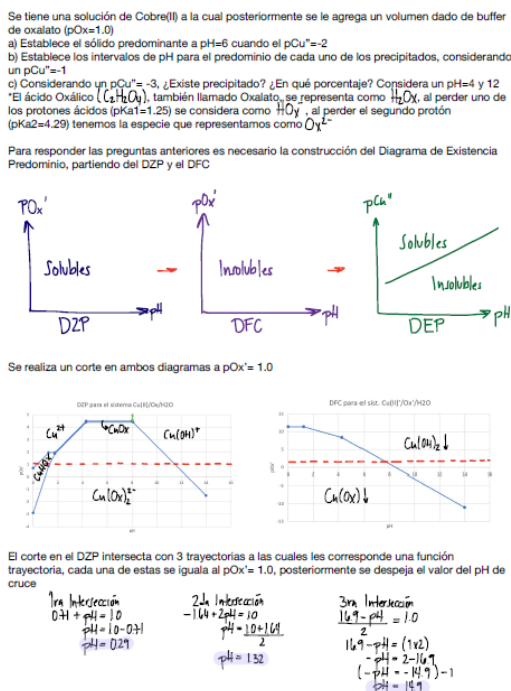 Se tiene una solución de Cobre(II) a la cual posteriormente se le agrega un volumen dado de buffer
de oxalato (pOx=1.0)
a) Establece el sólido predominante a pH=6 cuando el pCu"=-2
b) Establece los intervalos de pH para el predominio de cada uno de los precipitados, considerando
un pCu"=-1
c) Considerando un pCu"= -3, ¿Existe precipitado? ¿En qué porcentaje? Considera un pH=4 y 12
*El ácido Oxálico (C2H2O4), también llamado Oxalato, se representa como H2Ox, al perder uno de
los protones ácidos (pKa1=1.25) se considera como HOx, al perder el segundo protón
(pKa2=4.29) tenemos la especie que representamos como Ox²⁻
Para responder las preguntas anteriores es necesario la construcción del Diagrama de Existencia
Predominio, partiendo del DZP y el DFC
POx' pOx' pCu"
Solubles Insolubles Solubles
Insolubles
pH pH pH
DZP DFC DEP
Se realiza un corte en ambos diagramas a pOx'= 1.0
DZP para el sistema Cu(II)/Ox/H2O
DFC para el sist. Cu(II)'/Ox'/H2O
Cu²⁺ CuOx Cu(OH)⁺
CuHOx
Cu(Ox)₂²⁻
Cu(OH)₂↓
Cu(Ox)↓
pH pH
El corte en el DZP intersecta con 3 trayectorias a las cuales les corresponde una función
trayectoria, cada una de estas se iguala al pOx'= 1.0, posteriormente se despeja el valor del pH de
cruce
1ra Intersección
0.71 + pH = 1.0
pH = 1.0-0.71
pH = 0.29
2da Intersección
-1.64+2pH = 1.0
pH = 1.0+1.64
2
pH = 1.32
3ra Intersección
16.9 - pH = 1.0
2
16.9 - pH = (1x2)
- pH = 2-16.9
(- pH = - 14.9) -1
pH = 14.9